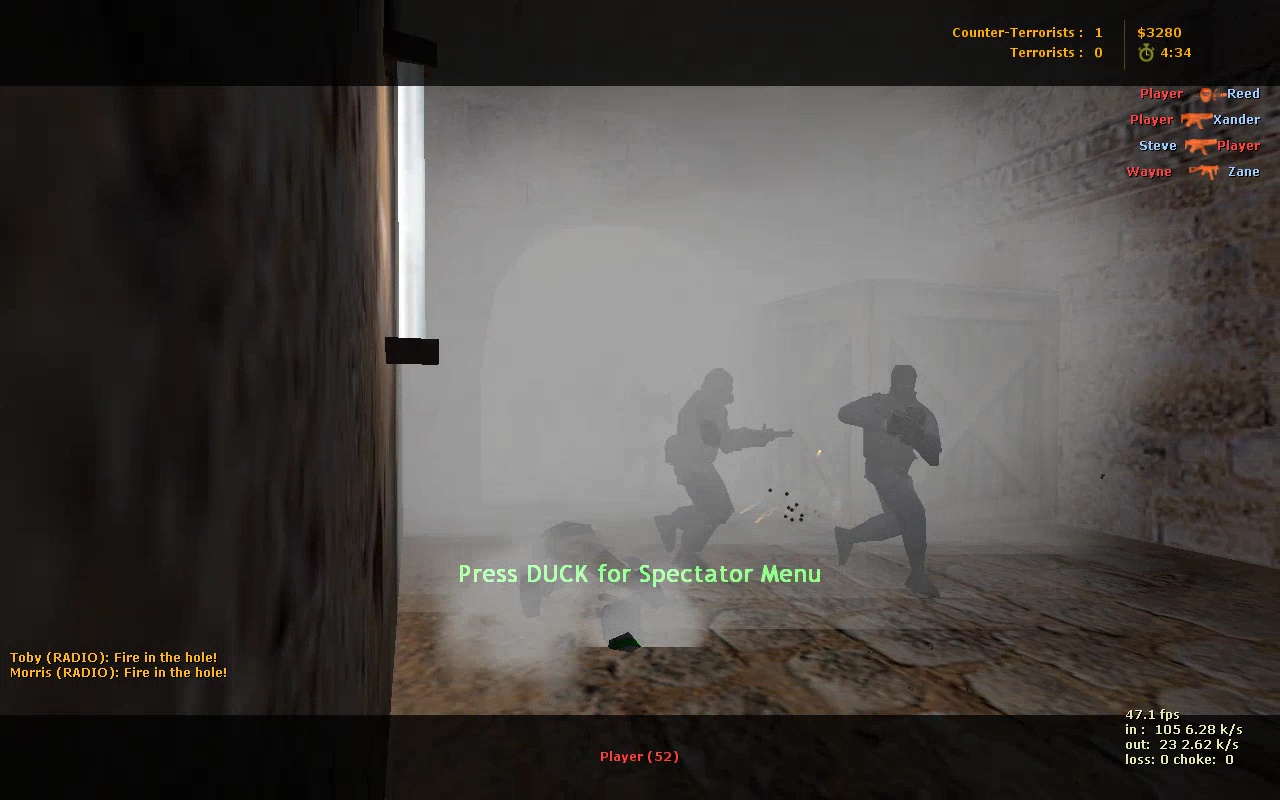 Counter-Terrorists : 1 $3280
Terrorists : 0 4:34
Player Reed
Player Xander
Steve Player
Wayne Zane
Press DUCK for Spectator Menu
Toby (RADIO): Fire in the hole!
Morris (RADIO): Fire in the hole!
47.1 fps
in : 105 6.28 k/s
out: 23 2.62 k/s
loss: 0 choke: 0
Player (52)